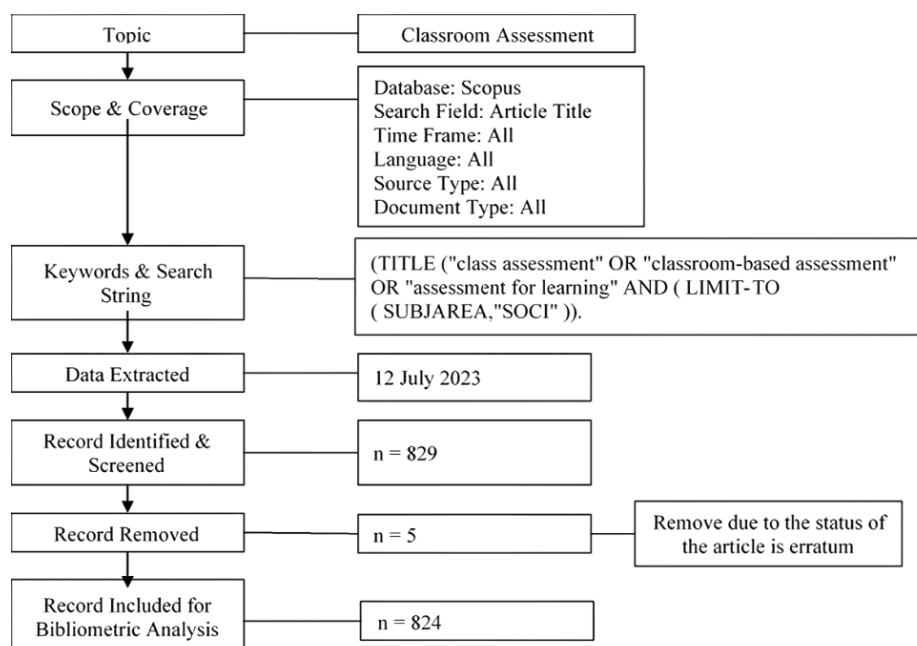 Topic
Classroom Assessment
Scope & Coverage
Database: Scopus
Search Field: Article Title
Time Frame: All
Language: All
Source Type: All
Document Type: All
Keywords & Search
String
(TITLE ("class assessment" OR "classroom-based assessment"
OR "assessment for learning" AND ( LIMIT-TO
( SUBJAREA,"SOCI" )).
Data Extracted
12 July 2023
Record Identified &
Screened
n = 829
Record Removed
n = 5
Remove due to the status of
the article is erratum
Record Included for
Bibliometric Analysis
n = 824